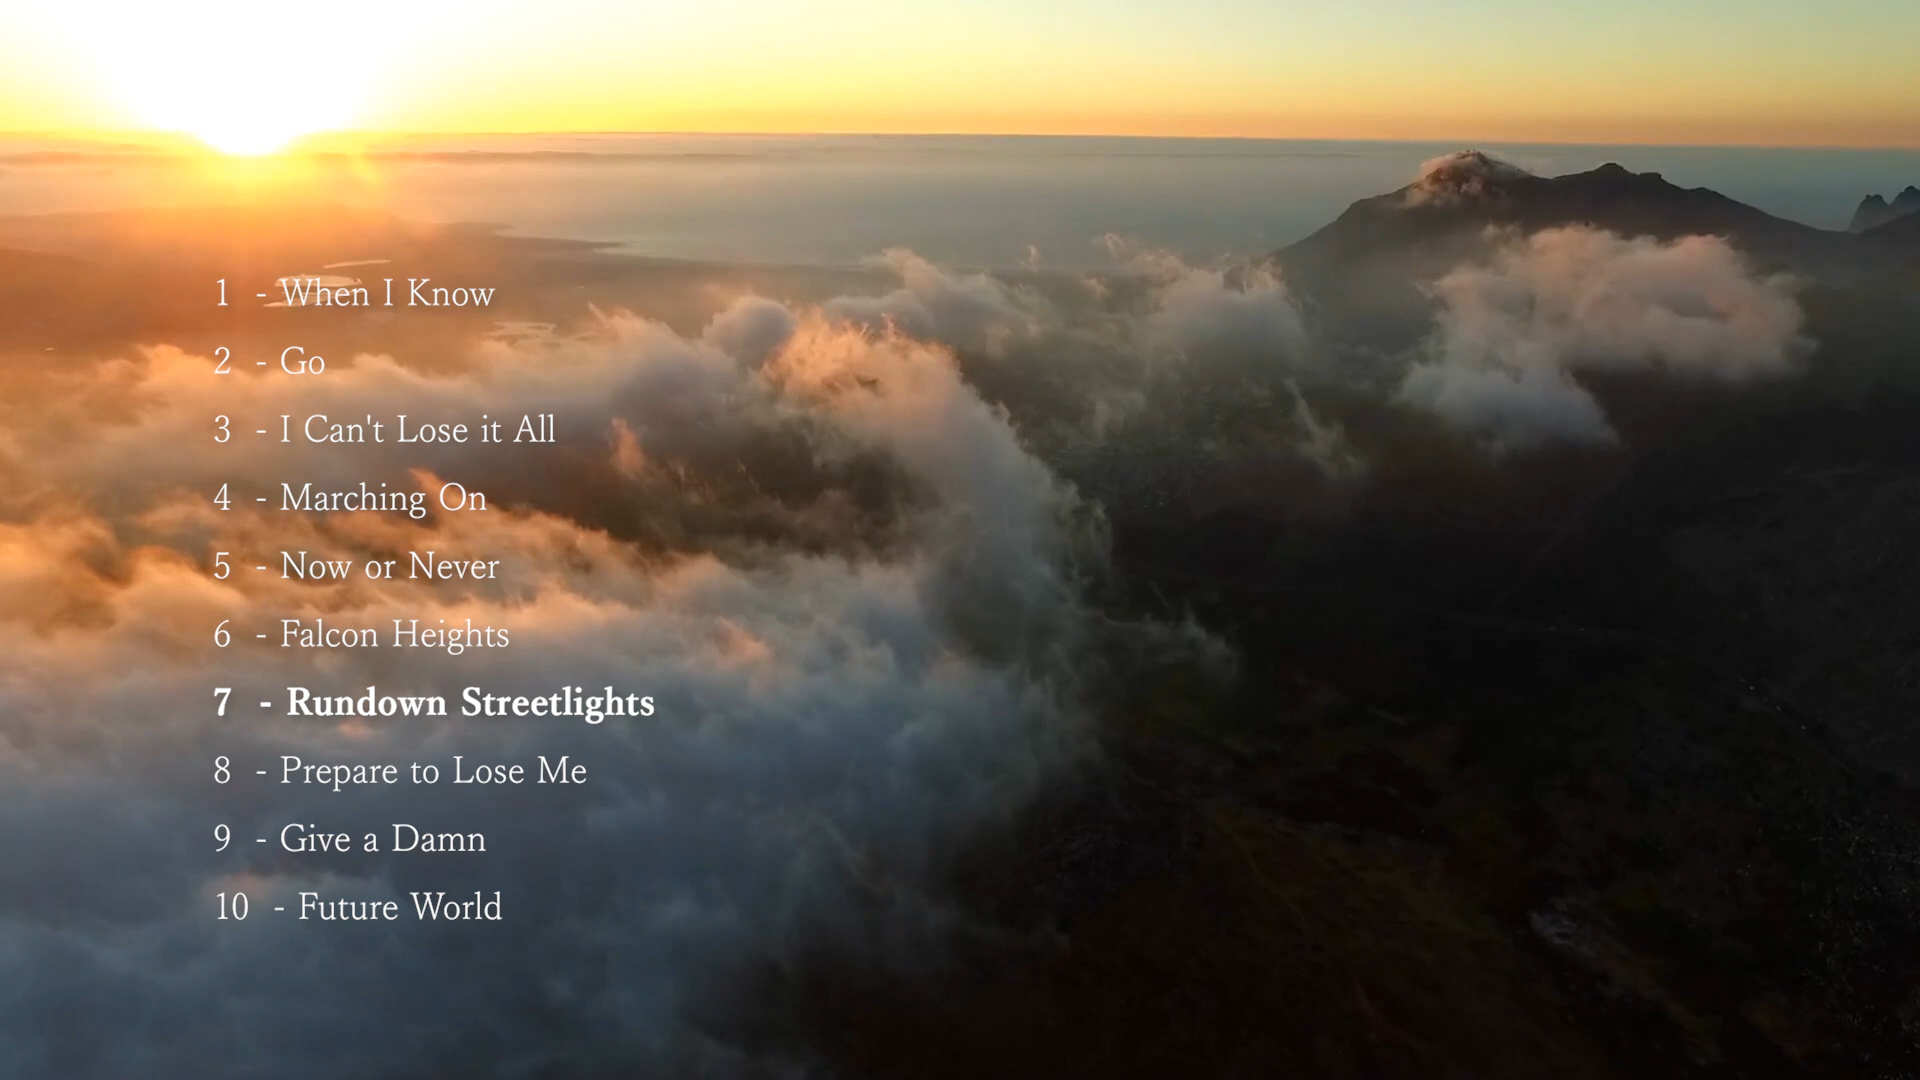 1 - When I Know
2 - Go
3 - I Can't Lose it All
4 - Marching On
5 - Now or Never
6 - Falcon Heights
7 - Rundown Streetlights
8 - Prepare to Lose Me
9 - Give a Damn
10 - Future World